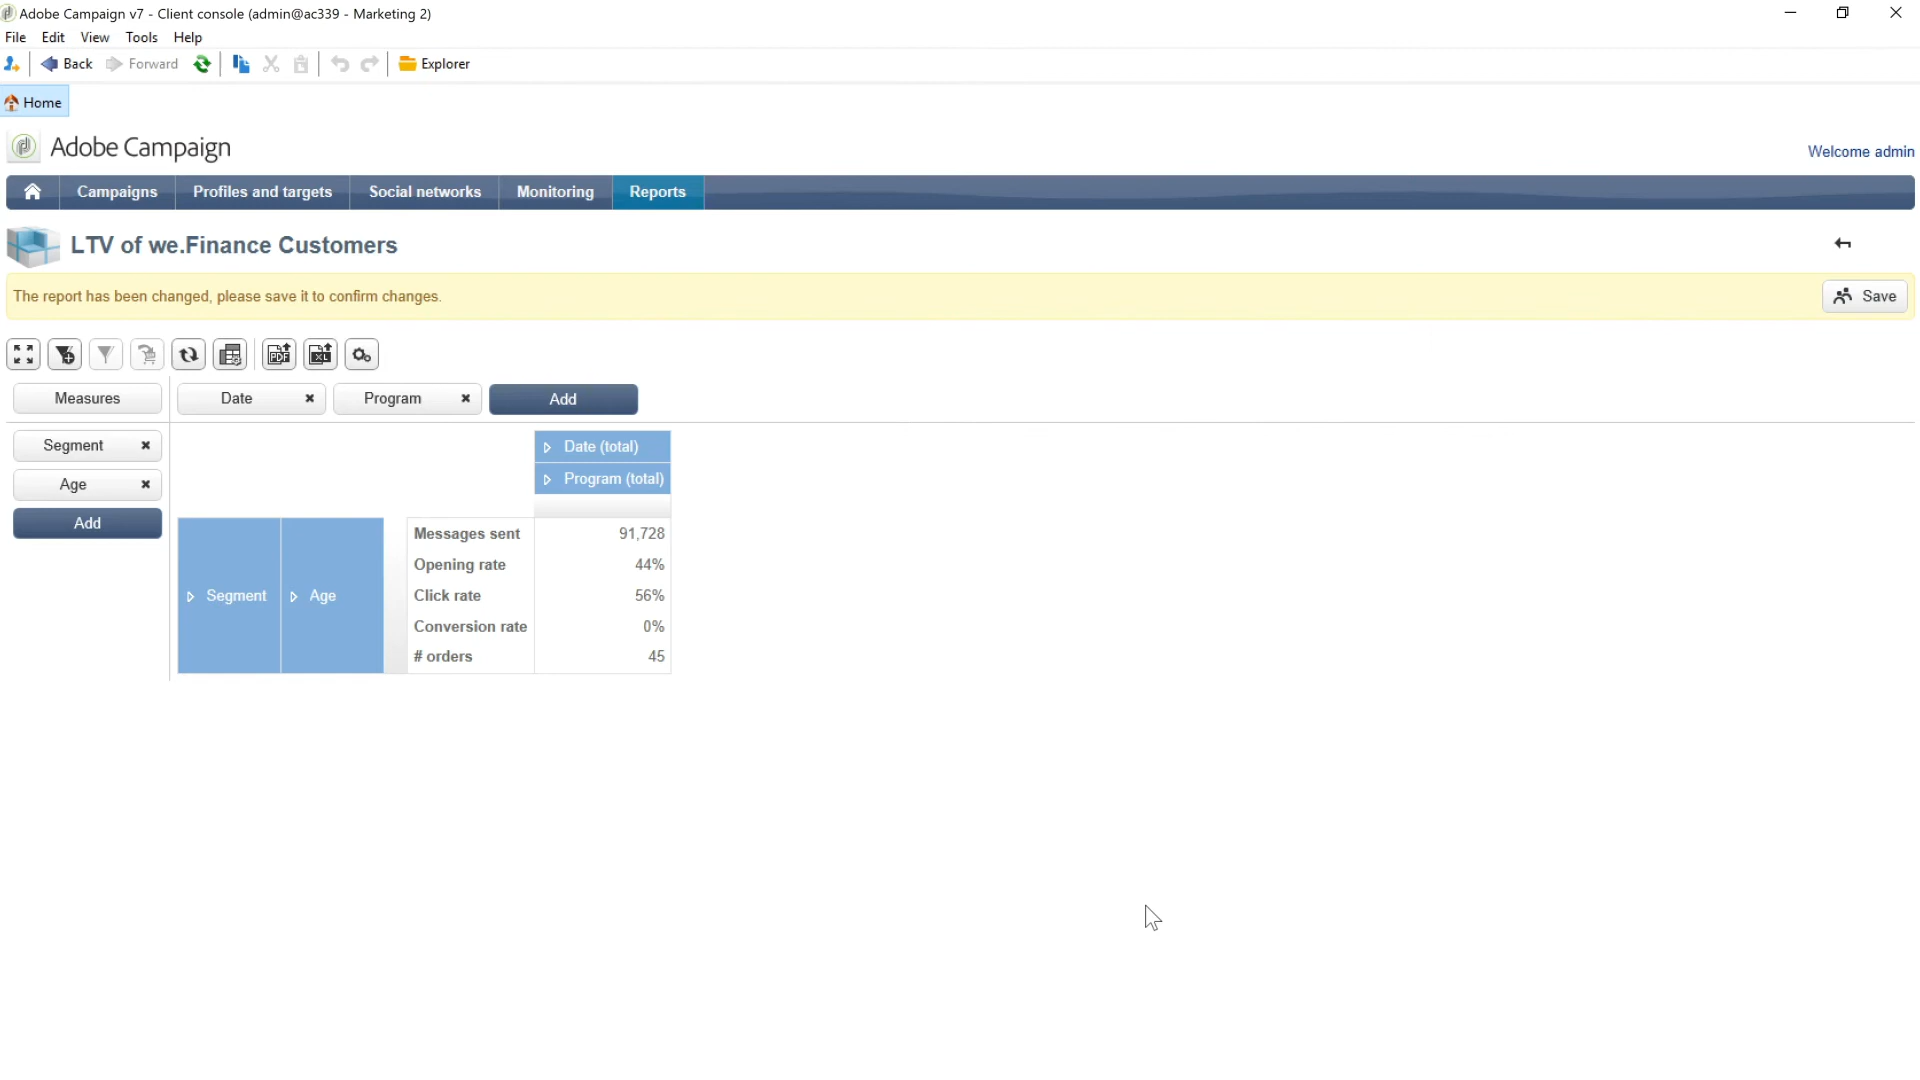 Adobe Campaign v7 - Client console (admin@ac339 - Marketing 2)
File Edit View Tools Help
Back Forward Explorer
Home
Adobe Campaign
Welcome admin
Campaigns Profiles and targets Social networks Monitoring Reports
LTV of we.Finance Customers
The report has been changed, please save it to confirm changes.
Save
PDF XL
Measures Date Program Add
Segment
Age
Add
Date (total)
Program (total)
Segment Age
Messages sent 91,728
Opening rate 44%
Click rate 56%
Conversion rate 0%
# orders 45